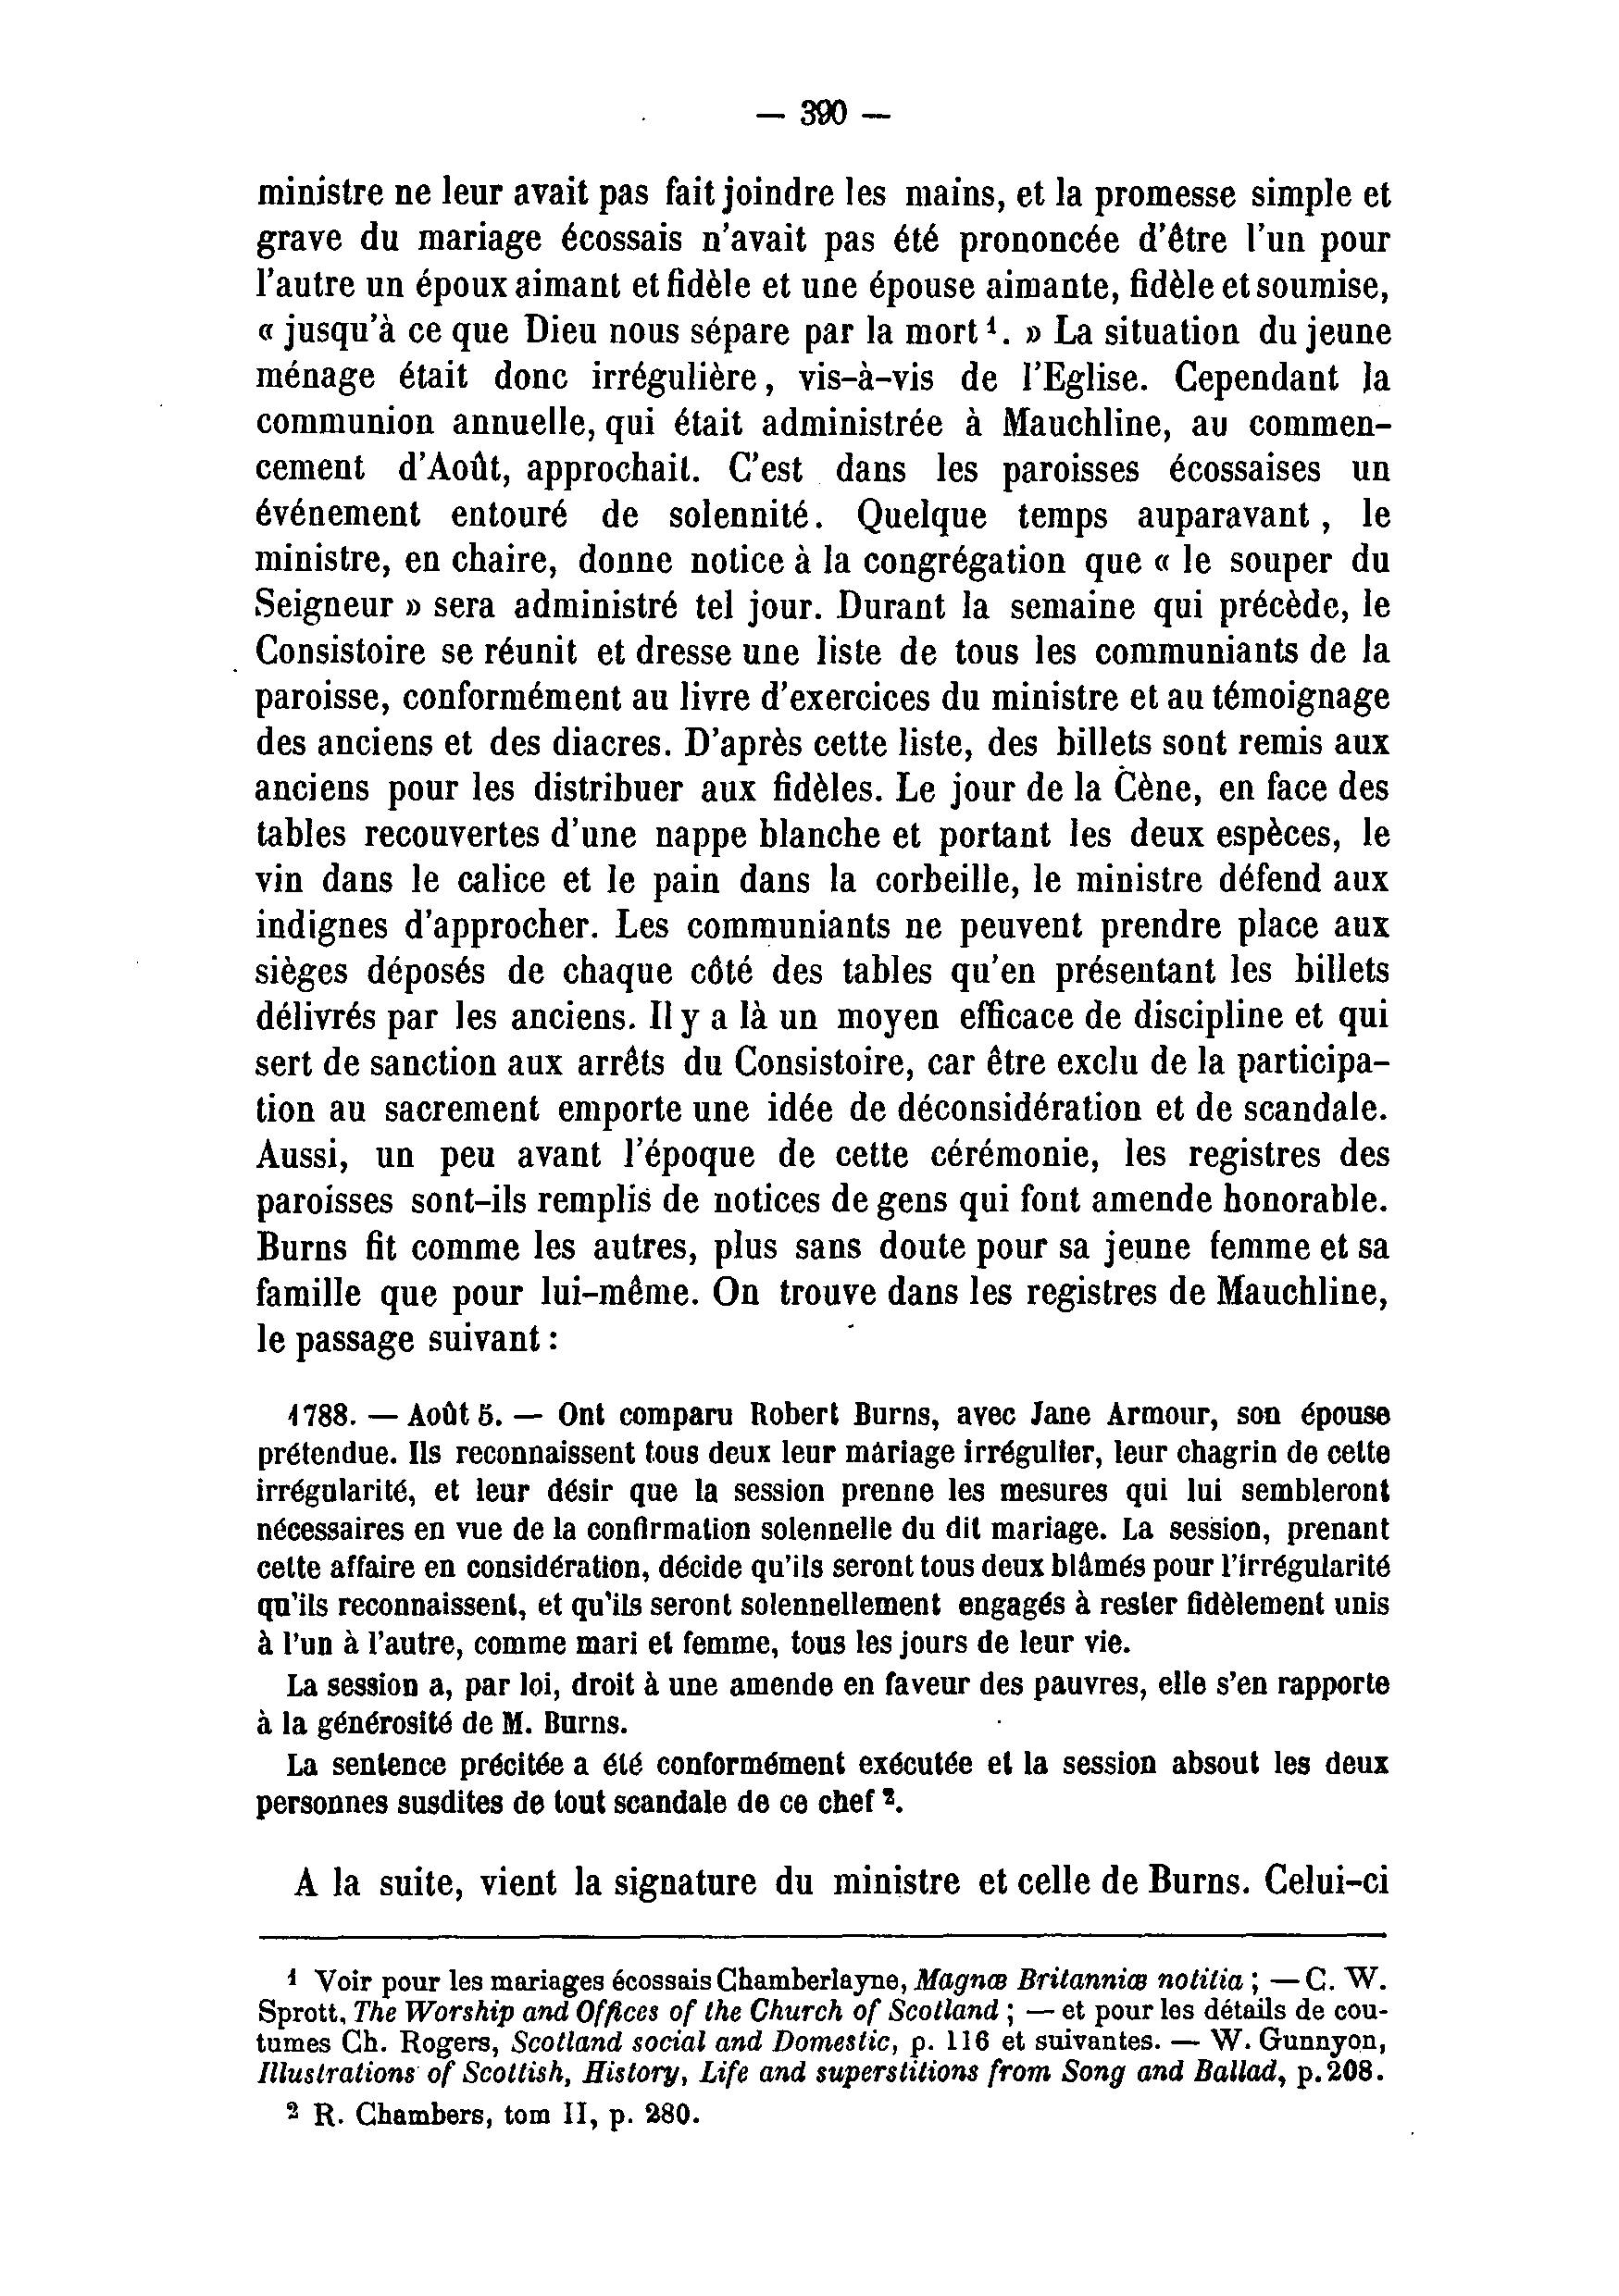 — 390 —
ministre ne leur avait pas fait joindre les mains, et la promesse simple et
grave du mariage écossais n'avait pas été prononcée d'être l'un pour
l'autre un époux aimant et fidèle et une épouse aimante, fidèle et soumise,
« jusqu'à ce que Dieu nous sépare par la mort ¹. » La situation du jeune
ménage était donc irrégulière, vis-à-vis de l'Eglise. Cependant la
communion annuelle, qui était administrée à Mauchline, au commen-
cement d'Août, approchait. C'est dans les paroisses écossaises un
événement entouré de solennité. Quelque temps auparavant, le
ministre, en chaire, donne notice à la congrégation que « le souper du
Seigneur » sera administré tel jour. Durant la semaine qui précède, le
Consistoire se réunit et dresse une liste de tous les communiants de la
paroisse, conformément au livre d'exercices du ministre et au témoignage
des anciens et des diacres. D'après cette liste, des billets sont remis aux
anciens pour les distribuer aux fidèles. Le jour de la Cène, en face des
tables recouvertes d'une nappe blanche et portant les deux espèces, le
vin dans le calice et le pain dans la corbeille, le ministre défend aux
indignes d'approcher. Les communiants ne peuvent prendre place aux
sièges déposés de chaque côté des tables qu'en présentant les billets
délivrés par les anciens. Il y a là un moyen efficace de discipline et qui
sert de sanction aux arrêts du Consistoire, car être exclu de la participa-
tion au sacrement emporte une idée de déconsidération et de scandale.
Aussi, un peu avant l'époque de cette cérémonie, les registres des
paroisses sont-ils remplis de notices de gens qui font amende honorable.
Burns fit comme les autres, plus sans doute pour sa jeune femme et sa
famille que pour lui-même. On trouve dans les registres de Mauchline,
le passage suivant :
1788. — Août 5. — Ont comparu Robert Burns, avec Jane Armour, son épouse
prétendue. Ils reconnaissent tous deux leur mariage irrégulier, leur chagrin de cette
irrégularité, et leur désir que la session prenne les mesures qui lui sembleront
nécessaires en vue de la confirmation solennelle du dit mariage. La session, prenant
cette affaire en considération, décide qu'ils seront tous deux blâmés pour l'irrégularité
qu'ils reconnaissent, et qu'ils seront solennellement engagés à rester fidèlement unis
à l'un à l'autre, comme mari et femme, tous les jours de leur vie.
La session a, par loi, droit à une amende en faveur des pauvres, elle s'en rapporte
à la générosité de M. Burns.
La sentence précitée a été conformément exécutée et la session absout les deux
personnes susdites de tout scandale de ce chef ².
A la suite, vient la signature du ministre et celle de Burns. Celui-ci
¹ Voir pour les mariages écossais Chamberlayne, Magnœ Britanniœ notitia ; — C. W.
Sprott, The Worship and Offices of the Church of Scotland ; — et pour les détails de cou-
tumes Ch. Rogers, Scotland social and Domestic, p. 116 et suivantes. — W. Gunnyon,
Illustrations of Scottish, History, Life and superstitions from Song and Ballad, p. 208.
² R. Chambers, tom II, p. 280.